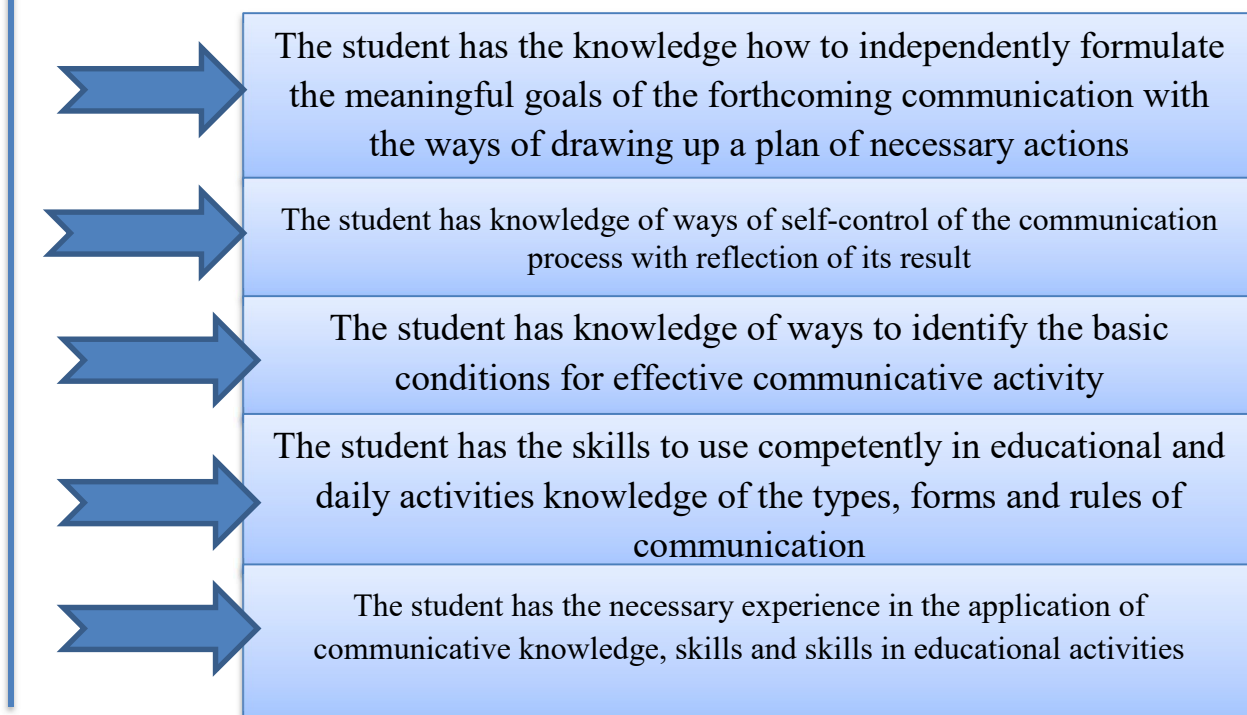 The student has the knowledge how to independently formulate
the meaningful goals of the forthcoming communication with
the ways of drawing up a plan of necessary actions
The student has knowledge of ways of self-control of the communication
process with reflection of its result
The student has knowledge of ways to identify the basic
conditions for effective communicative activity
The student has the skills to use competently in educational and
daily activities knowledge of the types, forms and rules of
communication
The student has the necessary experience in the application of
communicative knowledge, skills and skills in educational activities